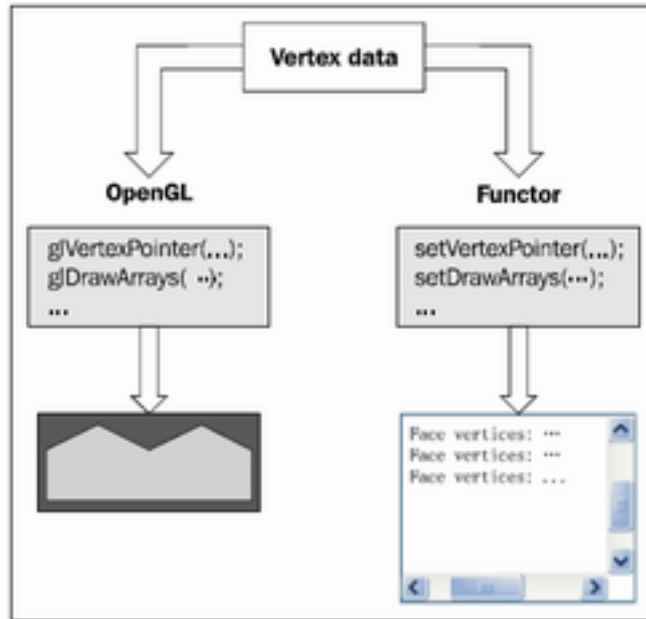 Vertex data
OpenGL
glVertexPointer(...);
glDrawArrays( ··);
...
Functor
setVertexPointer(...);
setDrawArrays(···);
...
Face vertices: ···
Face vertices: ···
Face vertices: ...